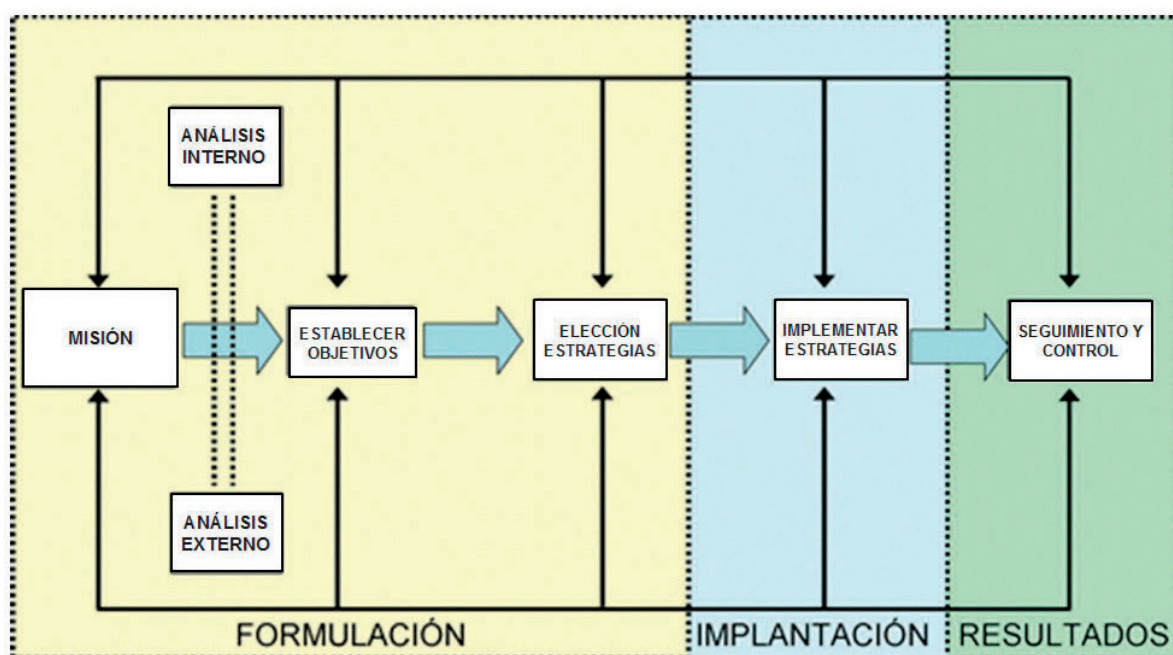 ANÁLISIS
INTERNO
MISIÓN
ESTABLECER
OBJETIVOS
ELECCIÓN
ESTRATEGIAS
IMPLEMENTAR
ESTRATEGIAS
SEGUIMIENTO Y
CONTROL
ANÁLISIS
EXTERNO
FORMULACIÓN
IMPLANTACIÓN
RESULTADOS